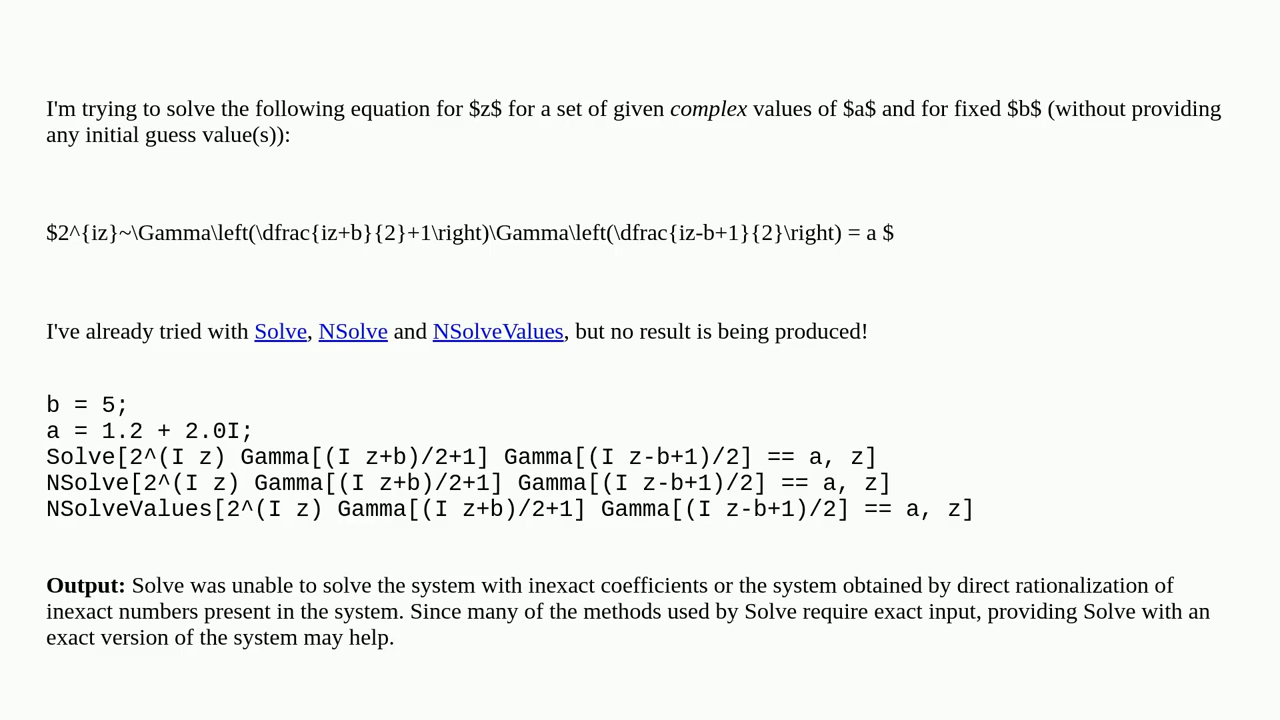 I'm trying to solve the following equation for $z$ for a set of given complex values of $a$ and for fixed $b$ (without providing
any initial guess value(s)):
$2^{iz}~\Gamma\left(\dfrac{iz+b}{2}+1\right)\Gamma\left(\dfrac{iz-b+1}{2}\right) = a $
I've already tried with Solve, NSolve and NSolveValues, but no result is being produced!
b = 5;
a = 1.2 + 2.0I;
Solve[2^(I z) Gamma[(I z+b)/2+1] Gamma[(I z-b+1)/2] == a, z]
NSolve[2^(I z) Gamma[(I z+b)/2+1] Gamma[(I z-b+1)/2] == a, z]
NSolveValues[2^(I z) Gamma[(I z+b)/2+1] Gamma[(I z-b+1)/2] == a, z]
Output: Solve was unable to solve the system with inexact coefficients or the system obtained by direct rationalization of
inexact numbers present in the system. Since many of the methods used by Solve require exact input, providing Solve with an
exact version of the system may help.